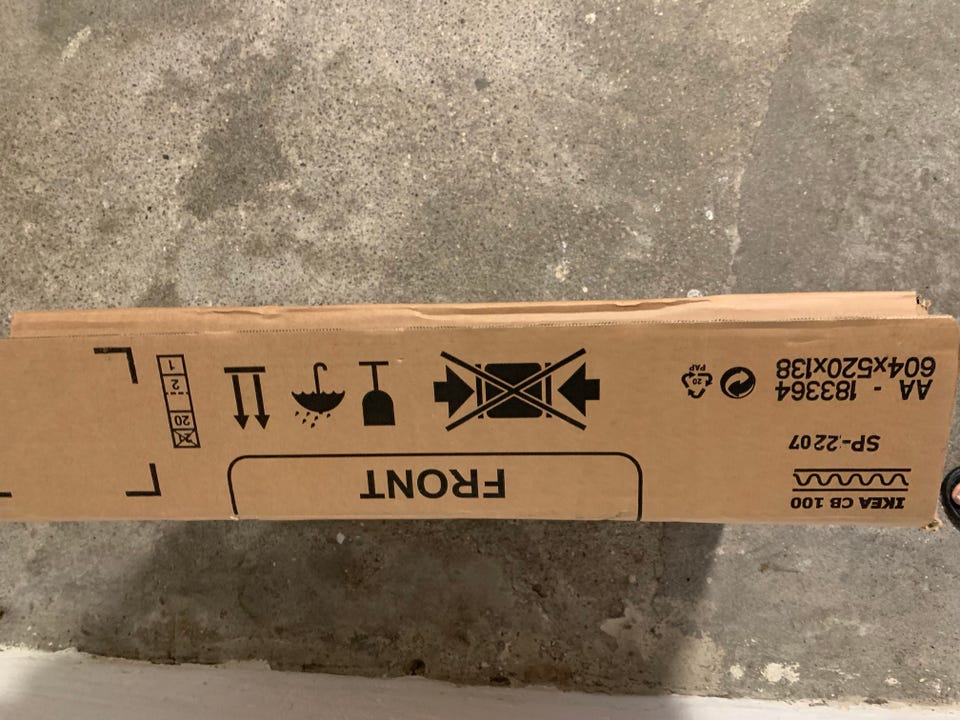 IKEA CB 100
SP-2207
AA - 183364
604x520x138
20
PAP
FRONT
20
2
1